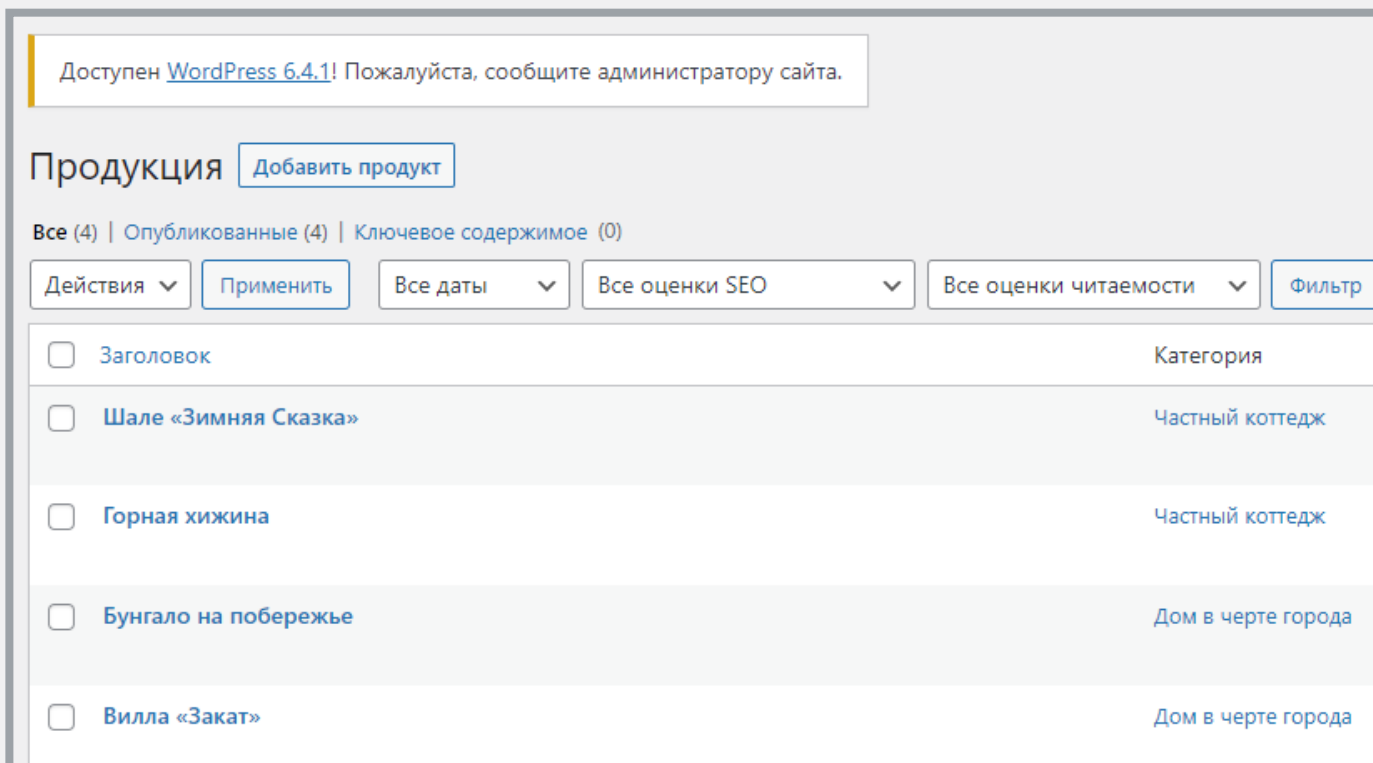 Доступен WordPress 6.4.1! Пожалуйста, сообщите администратору сайта.
Продукция Добавить продукт
Все (4) | Опубликованные (4) | Ключевое содержимое (0)
Действия Применить Все даты Все оценки SEO Все оценки читаемости Фильтр
Заголовок Категория
Шале «Зимняя Сказка» Частный коттедж
Горная хижина Частный коттедж
Бунгало на побережье Дом в черте города
Вилла «Закат» Дом в черте города